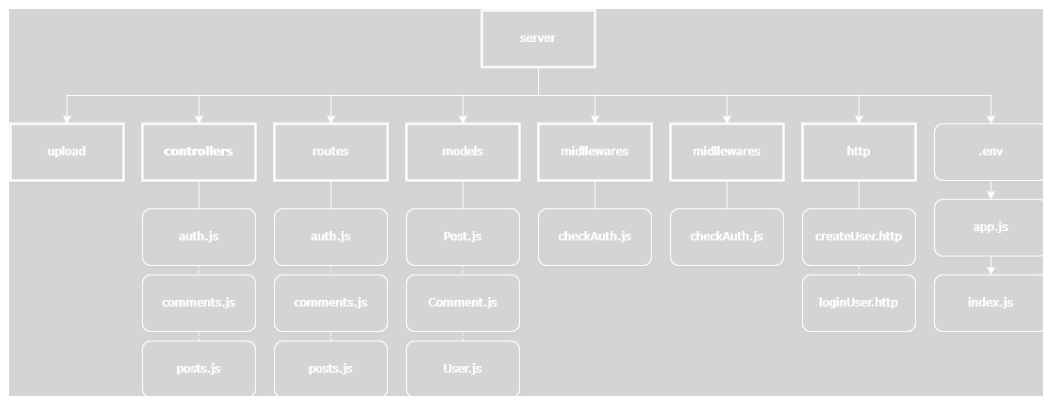 server
upload
controllers
routes
models
midllewares
midllewares
http
.env
auth.js
auth.js
Post.js
checkAuth.js
checkAuth.js
createUser.http
app.js
comments.js
comments.js
Comment.js
loginUser.http
index.js
posts.js
posts.js
User.js